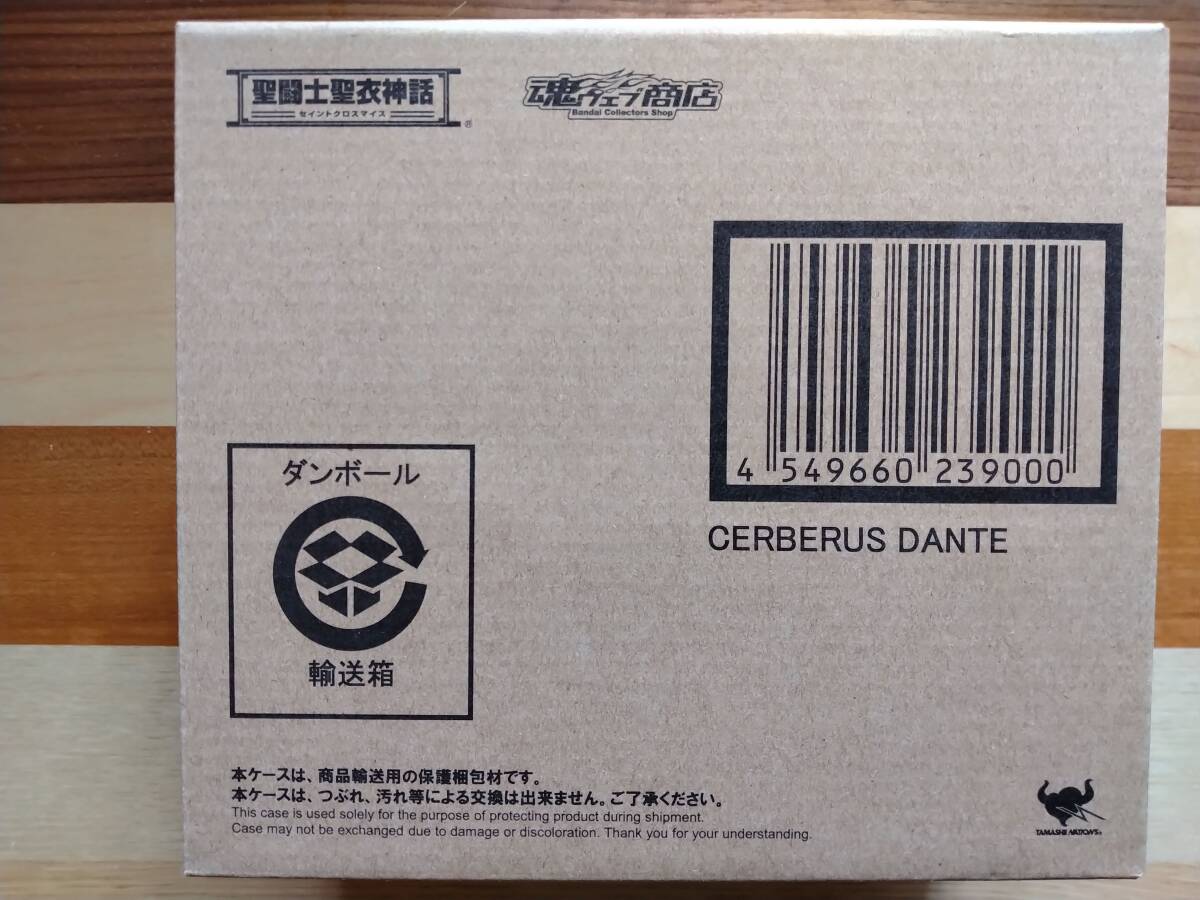 聖闘士聖衣神話
セイントクロスマイス
®
魂ウェブ商店
Bandai Collectors Shop
4 549660 239000
CERBERUS DANTE
ダンボール
輸送箱
本ケースは、商品輸送用の保護梱包材です。
本ケースは、つぶれ、汚れ等による交換は出来ません。ご了承ください。
This case is used solely for the purpose of protecting product during shipment.
Case may not be exchanged due to damage or discoloration. Thank you for your understanding.
TAMASHII NATIONS®